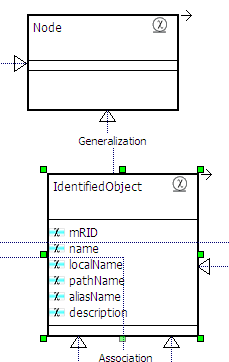 Node
Generalization
IdentifiedObject
mRID
name
localName
pathName
aliasName
description
Association